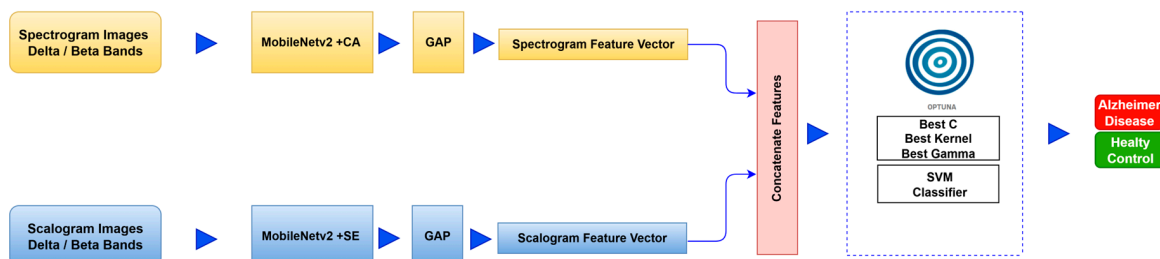 Spectrogram Images
Delta / Beta Bands
MobileNetv2 +CA
GAP
Spectrogram Feature Vector
Scalogram Images
Delta / Beta Bands
MobileNetv2 +SE
GAP
Scalogram Feature Vector
Concatenate Features
OPTUNA
Best C
Best Kernel
Best Gamma
SVM
Classifier
Alzheimer
Disease
Healty
Control